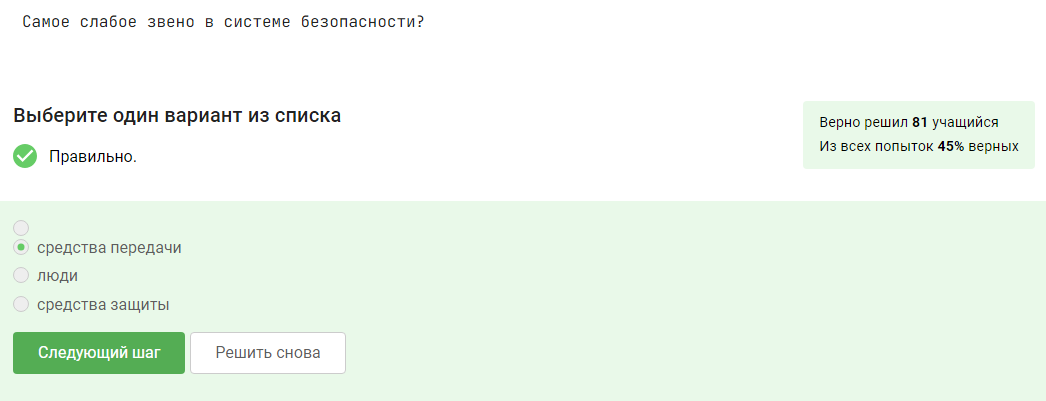 Самое слабое звено в системе безопасности?
Выберите один вариант из списка
Верно решил 81 учащийся
Из всех попыток 45% верных
Правильно.
средства передачи
люди
средства защиты
Следующий шаг
Решить снова